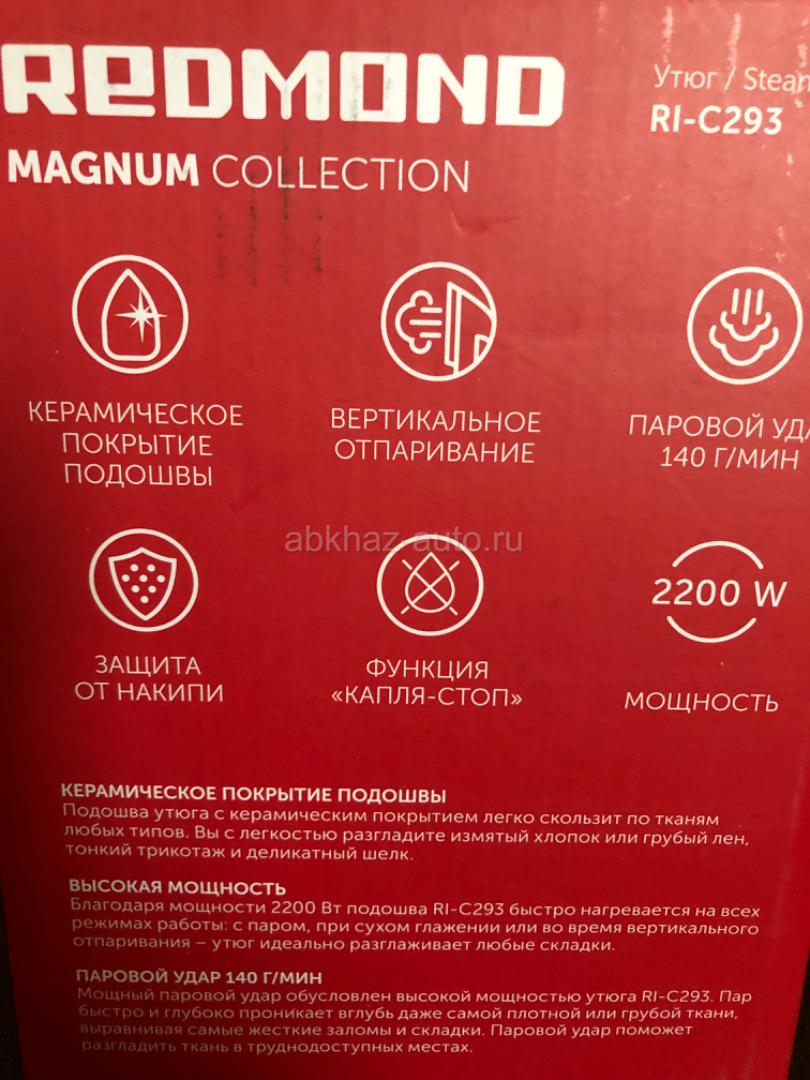 REDMOND
Утюг / Steam
RI-C293
MAGNUM COLLECTION
КЕРАМИЧЕСКОЕ
ПОКРЫТИЕ
ПОДОШВЫ
ВЕРТИКАЛЬНОЕ
ОТПАРИВАНИЕ
ПАРОВОЙ УДА
140 Г/МИН
abkhaz-auto.ru
ЗАЩИТА
ОТ НАКИПИ
ФУНКЦИЯ
«КАПЛЯ-СТОП»
2200 W
МОЩНОСТЬ
КЕРАМИЧЕСКОЕ ПОКРЫТИЕ ПОДОШВЫ
Подошва утюга с керамическим покрытием легко скользит по тканям
любых типов. Вы с легкостью разгладите измятый хлопок или грубый лен,
тонкий трикотаж и деликатный шелк.
ВЫСОКАЯ МОЩНОСТЬ
Благодаря мощности 2200 Вт подошва RI-C293 быстро нагревается на всех
режимах работы: с паром, при сухом глажении или во время вертикального
отпаривания – утюг идеально разглаживает любые складки.
ПАРОВОЙ УДАР 140 Г/МИН
Мощный паровой удар обусловлен высокой мощностью утюга RI-C293. Пар
быстро и глубоко проникает вглубь даже самой плотной или грубой ткани,
выравнивая самые жесткие заломы и складки. Паровой удар поможет
разгладить ткань в труднодоступных местах.